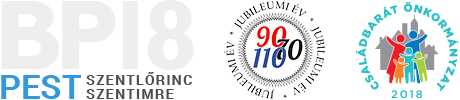 BP18
PEST SZENTLŐRINC
SZENTIMRE
JUBILEUMI ÉV • JUBILEUMI ÉV • JUBILEUMI ÉV •
90 70
110
CSALÁDBARÁT ÖNKORMÁNYZAT
2018